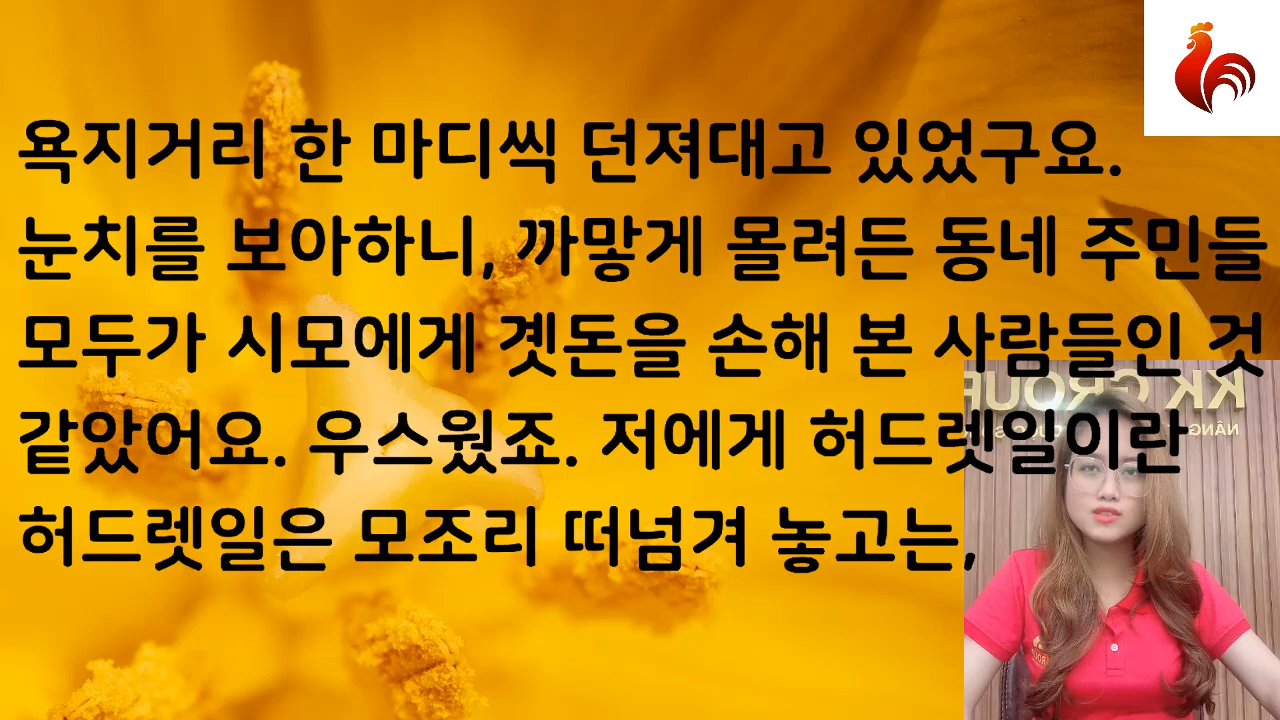 욕지거리 한 마디씩 던져대고 있었구요.
눈치를 보아하니, 까맣게 몰려든 동네 주민들
모두가 시모에게 곗돈을 손해 본 사람들인 것
같았어요. 우스웠죠. 저에게 허드렛일이란
허드렛일은 모조리 떠넘겨 놓고는,
KK GROUP
NÂNG